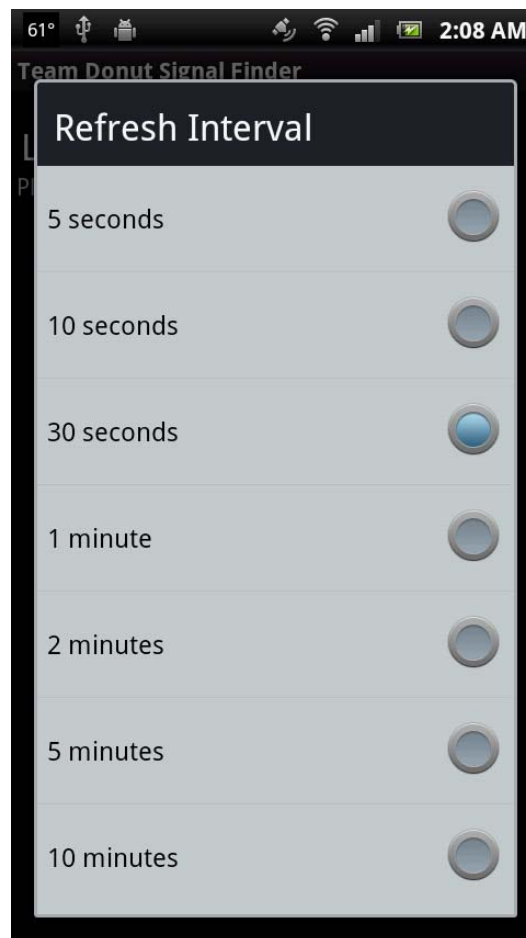 61° 2:08 AM
Team Donut Signal Finder
Refresh Interval
5 seconds
10 seconds
30 seconds
1 minute
2 minutes
5 minutes
10 minutes